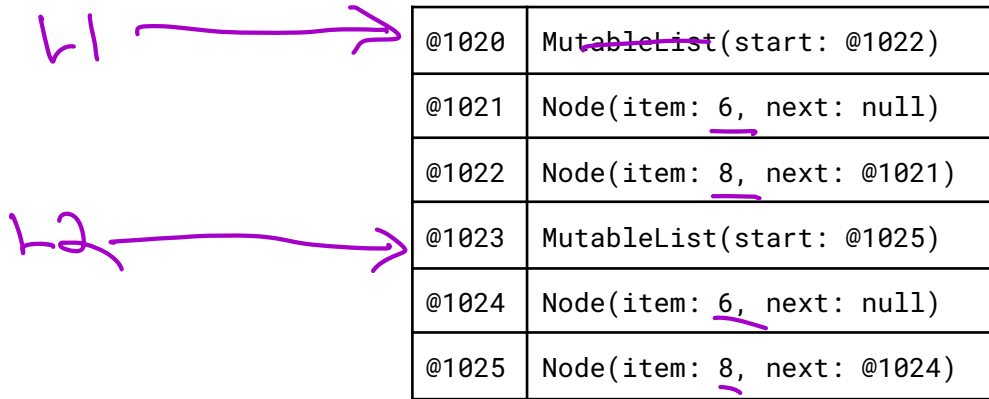 L1
@1020 MutableList(start: @1022)
@1021 Node(item: 6, next: null)
@1022 Node(item: 8, next: @1021)
L2
@1023 MutableList(start: @1025)
@1024 Node(item: 6, next: null)
@1025 Node(item: 8, next: @1024)